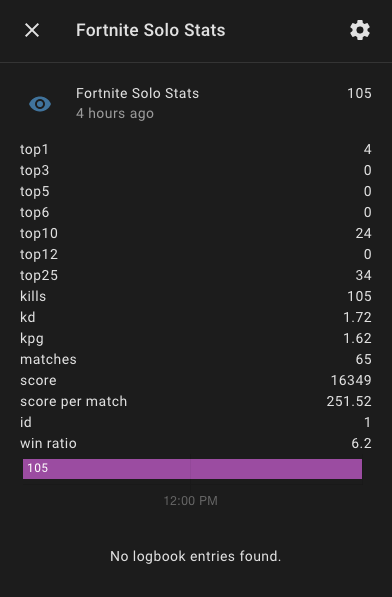 Fortnite Solo Stats
Fortnite Solo Stats 105
4 hours ago
top1 4
top3 0
top5 0
top6 0
top10 24
top12 0
top25 34
kills 105
kd 1.72
kpg 1.62
matches 65
score 16349
score per match 251.52
id 1
win ratio 6.2
105
12:00 PM
No logbook entries found.